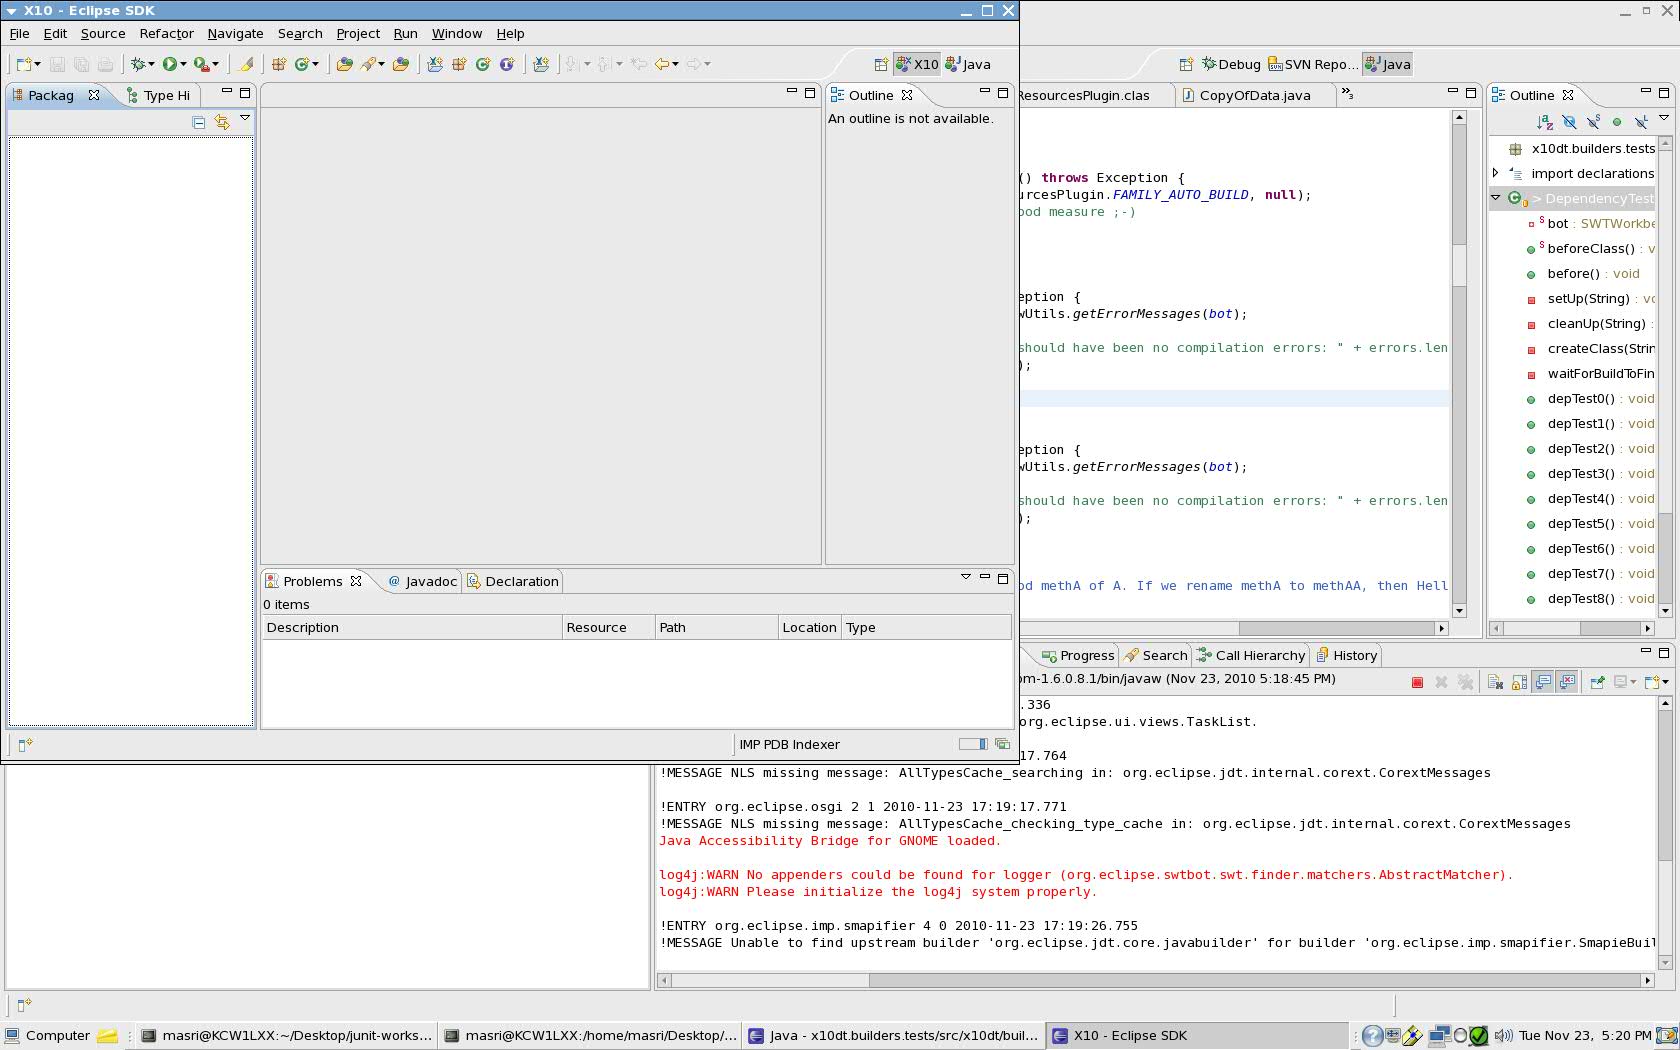 X10 - Eclipse SDK
File Edit Source Refactor Navigate Search Project Run Window Help
X10 Java
Debug SVN Repo... Java
Packag Type Hi
Outline
An outline is not available.
Problems Javadoc Declaration
0 items
Description Resource Path Location Type
IMP PDB Indexer
ResourcesPlugin.clas CopyOfData.java
() throws Exception {
urcesPlugin.FAMILY_AUTO_BUILD, null);
ood measure ;-)
eption {
wUtils.getErrorMessages(bot);
should have been no compilation errors: " + errors.len
);
eption {
wUtils.getErrorMessages(bot);
should have been no compilation errors: " + errors.len
);
od methA of A. If we rename methA to methAA, then Hell
Outline
x10dt.builders.tests
import declarations
> DependencyTest
bot : SWTWorkbe
beforeClass() : v
before() : void
setUp(String) : vo
cleanUp(String) :
createClass(Strin
waitForBuildToFin
depTest0() : void
depTest1() : void
depTest2() : void
depTest3() : void
depTest4() : void
depTest5() : void
depTest6() : void
depTest7() : void
depTest8() : void
Progress Search Call Hierarchy History
om-1.6.0.8.1/bin/javaw (Nov 23, 2010 5:18:45 PM)
.336
org.eclipse.ui.views.TaskList.
17.764
!MESSAGE NLS missing message: AllTypesCache_searching in: org.eclipse.jdt.internal.corext.CorextMessages
!ENTRY org.eclipse.osgi 2 1 2010-11-23 17:19:17.771
!MESSAGE NLS missing message: AllTypesCache_checking_type_cache in: org.eclipse.jdt.internal.corext.CorextMessages
Java Accessibility Bridge for GNOME loaded.
log4j:WARN No appenders could be found for logger (org.eclipse.swtbot.swt.finder.matchers.AbstractMatcher).
log4j:WARN Please initialize the log4j system properly.
!ENTRY org.eclipse.imp.smapifier 4 0 2010-11-23 17:19:26.755
!MESSAGE Unable to find upstream builder 'org.eclipse.jdt.core.javabuilder' for builder 'org.eclipse.imp.smapifier.SmapieBuil
Computer
masri@KCW1LXX:~/Desktop/junit-works...
masri@KCW1LXX:/home/masri/Desktop/...
Java - x10dt.builders.tests/src/x10dt/buil...
X10 - Eclipse SDK
Tue Nov 23, 5:20 PM